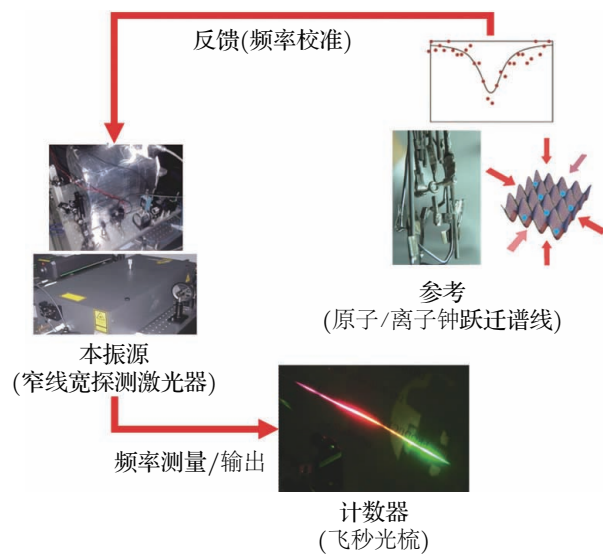 反馈(频率校准)
参考
(原子/离子钟跃迁谱线)
本振源
(窄线宽探测激光器)
频率测量/输出
计数器
(飞秒光梳)